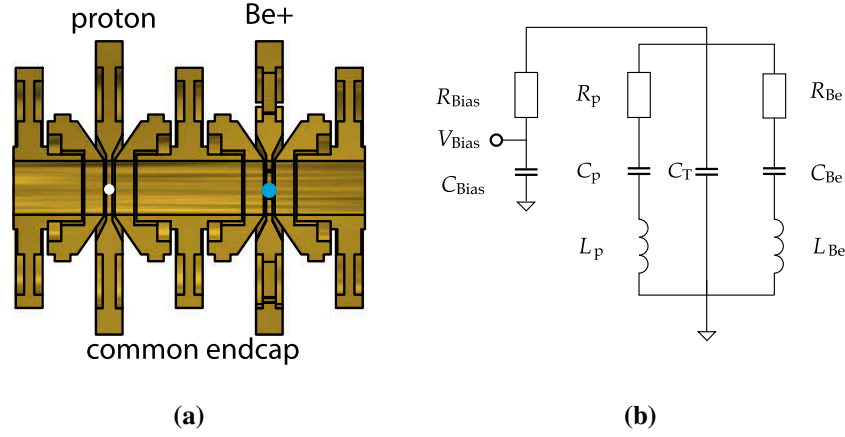 proton
Be+
common endcap
(a)
R_Bias
V_Bias
C_Bias
R_p
C_p
L_p
C_T
R_Be
C_Be
L_Be
(b)